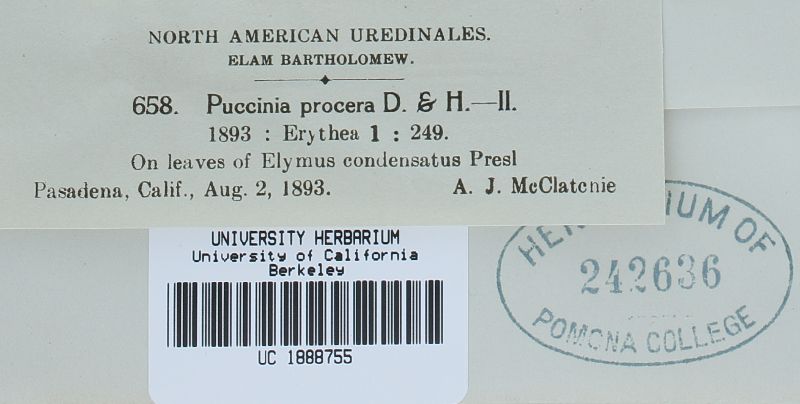 NORTH AMERICAN UREDINALES.
ELAM BARTHOLOMEW.
658. Puccinia procera D. & H.—II.
1893 : Erythea 1 : 249.
On leaves of Elymus condensatus Presl
Pasadena, Calif., Aug. 2, 1893. A. J. McClatchie
UNIVERSITY HERBARIUM
University of California
Berkeley
UC 1888755
HERBARIUM OF
242636
POMONA COLLEGE